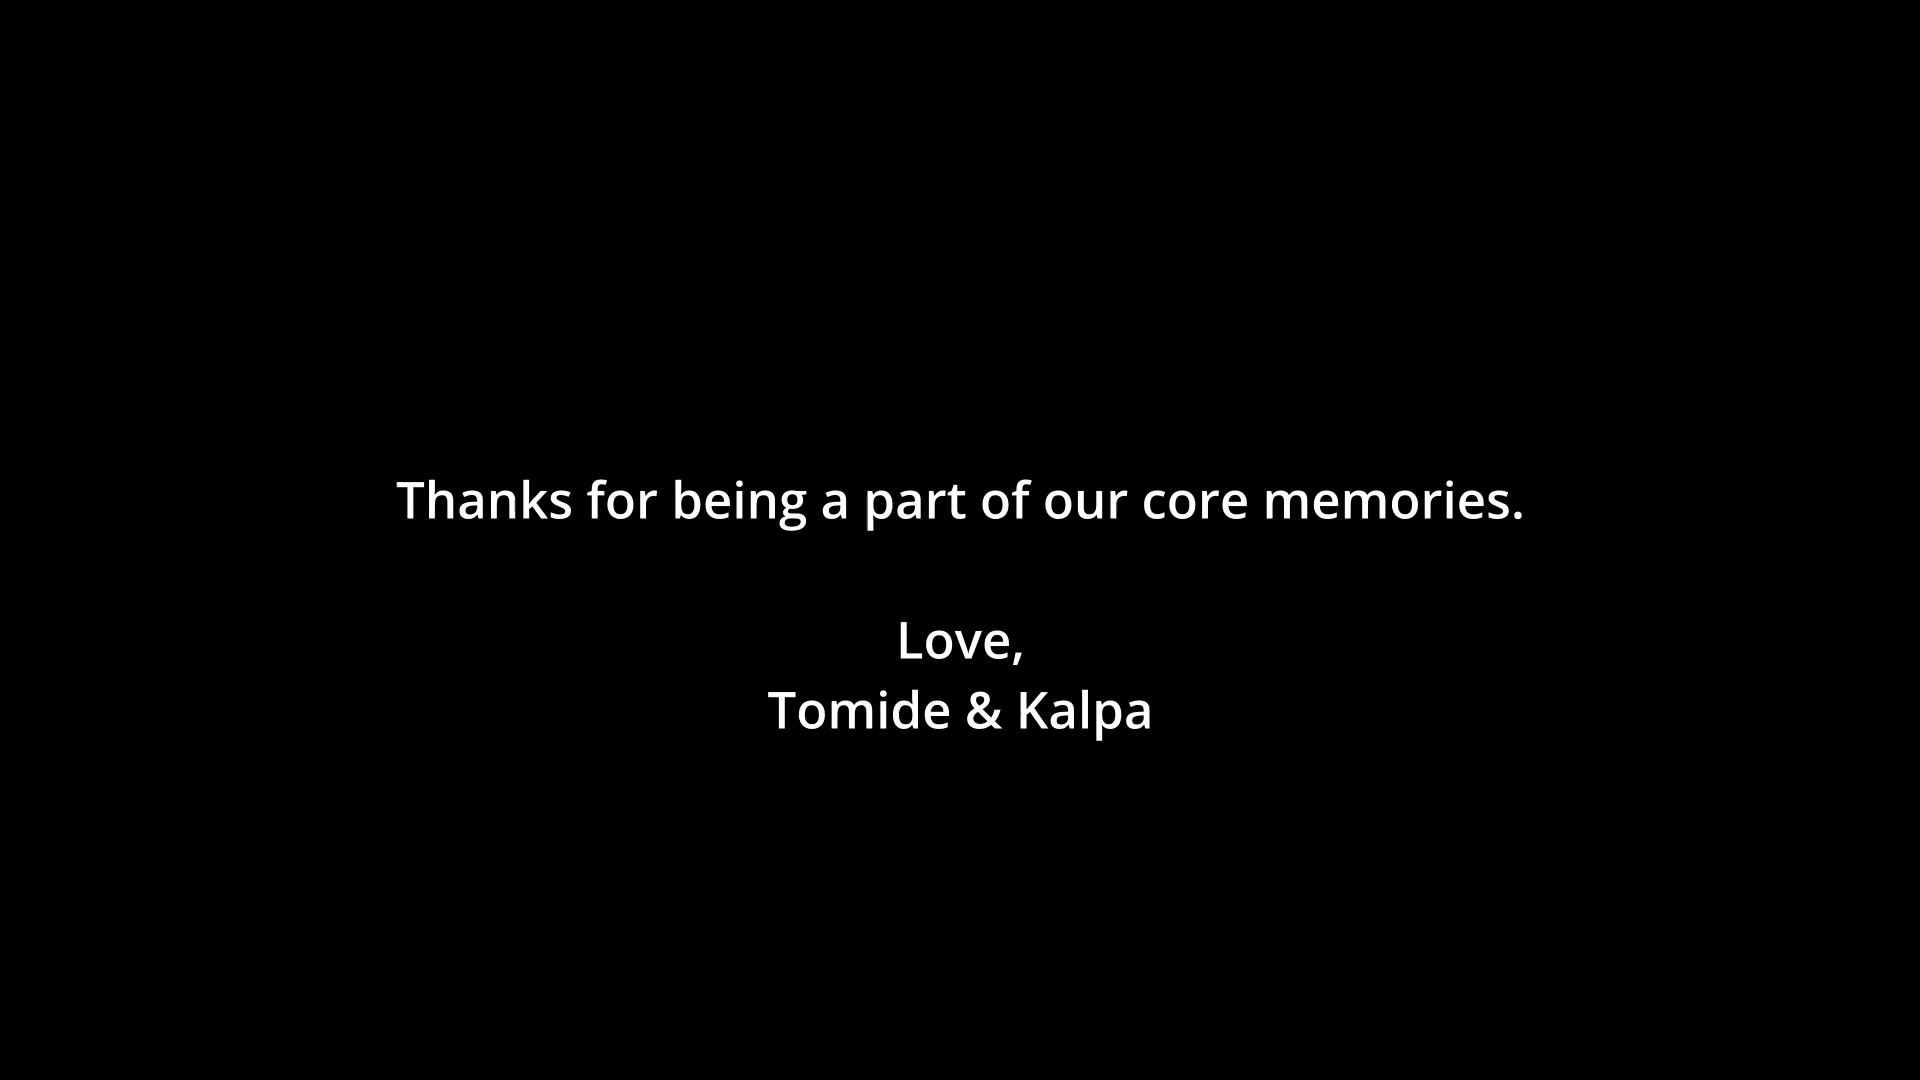 Thanks for being a part of our core memories.
Love,
Tomide & Kalpa